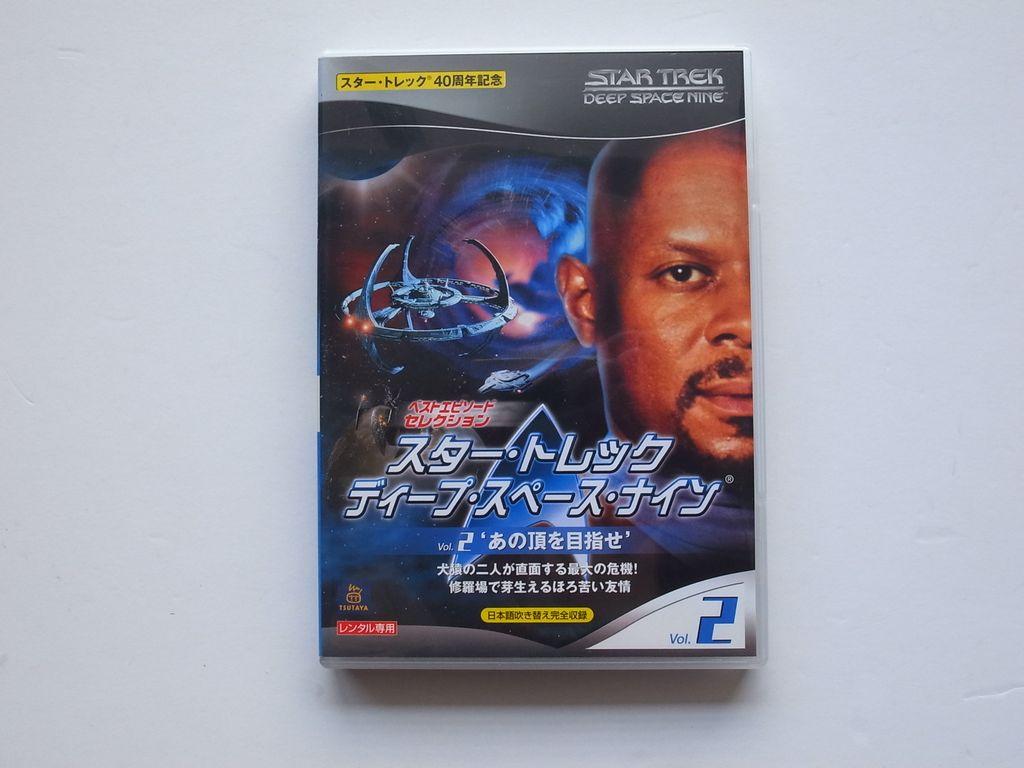 スター・トレック® 40周年記念
STAR TREK
DEEP SPACE NINE™
ベストエピソード
セレクション
スター・トレック
ディープ・スペース・ナイン®
Vol. 2 ‘あの頂を目指せ’
犬猿の二人が直面する最大の危機!
修羅場で芽生えるほろ苦い友情
日本語吹き替え完全収録
TSUTAYA
レンタル専用
Vol. 2